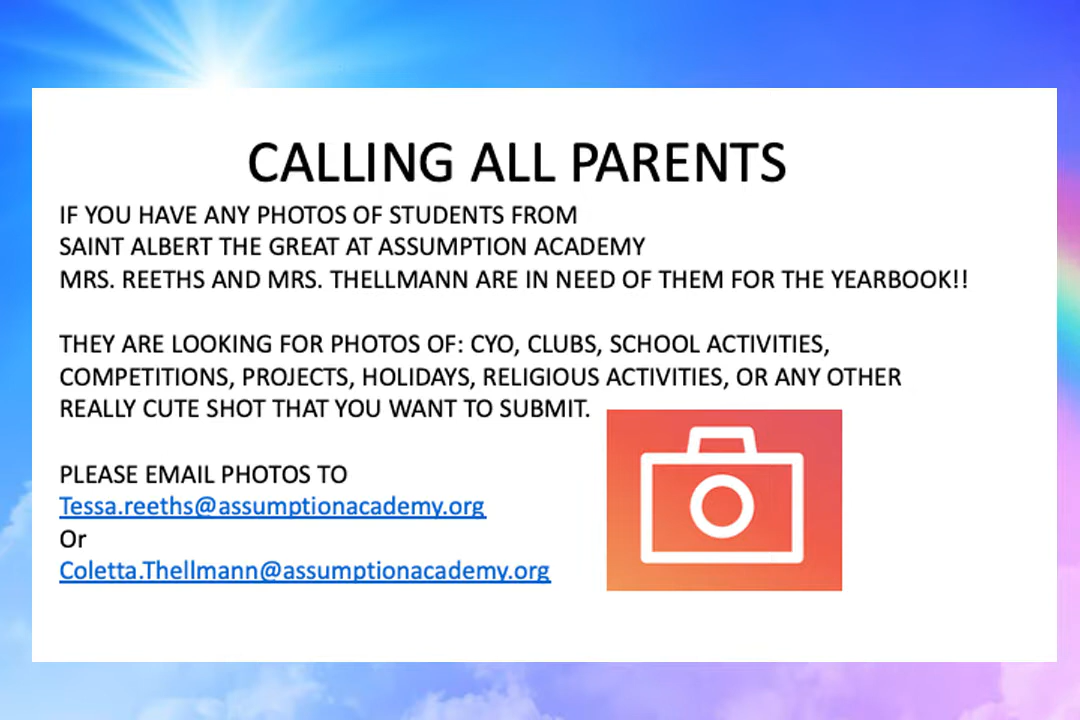 CALLING ALL PARENTS
IF YOU HAVE ANY PHOTOS OF STUDENTS FROM
SAINT ALBERT THE GREAT AT ASSUMPTION ACADEMY
MRS. REETHS AND MRS. THELLMANN ARE IN NEED OF THEM FOR THE YEARBOOK!!
THEY ARE LOOKING FOR PHOTOS OF: CYO, CLUBS, SCHOOL ACTIVITIES,
COMPETITIONS, PROJECTS, HOLIDAYS, RELIGIOUS ACTIVITIES, OR ANY OTHER
REALLY CUTE SHOT THAT YOU WANT TO SUBMIT.
PLEASE EMAIL PHOTOS TO
Tessa.reeths@assumptionacademy.org
Or
Coletta.Thellmann@assumptionacademy.org